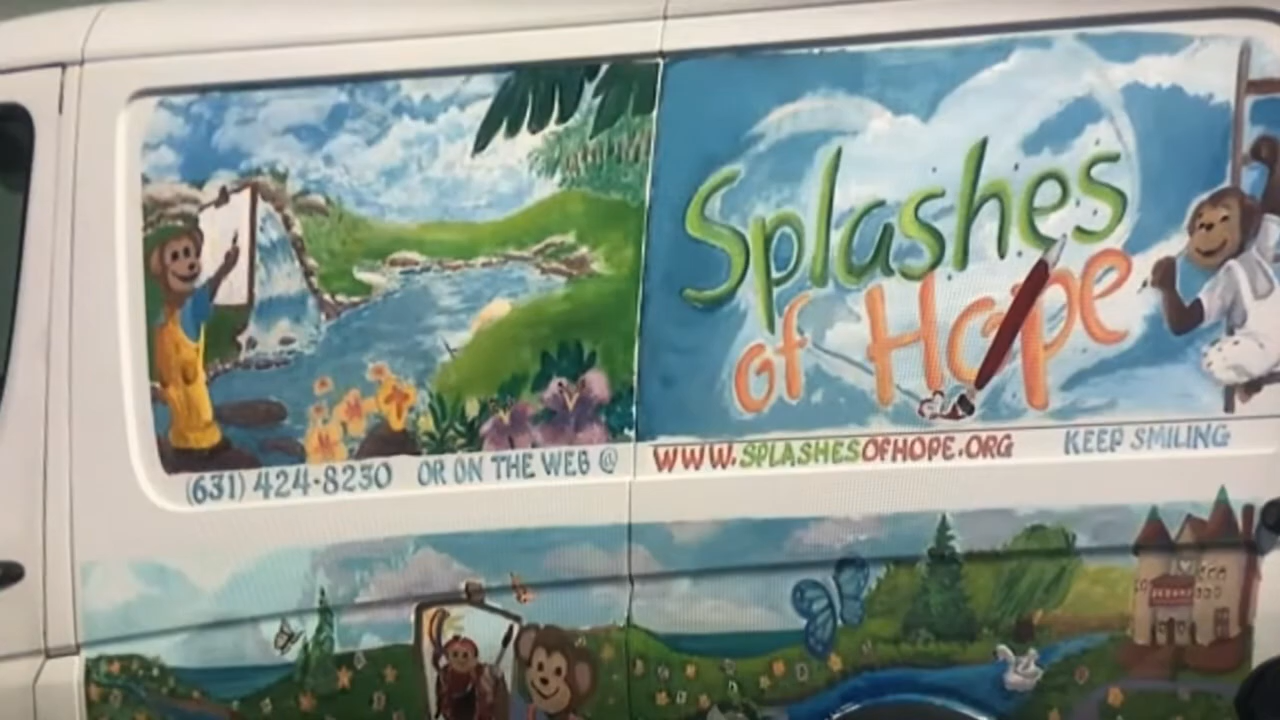 Splashes
of Hope
(631) 424-8230 OR ON THE WEB @ WWW.SPLASHESOFHOPE.ORG KEEP SMILING